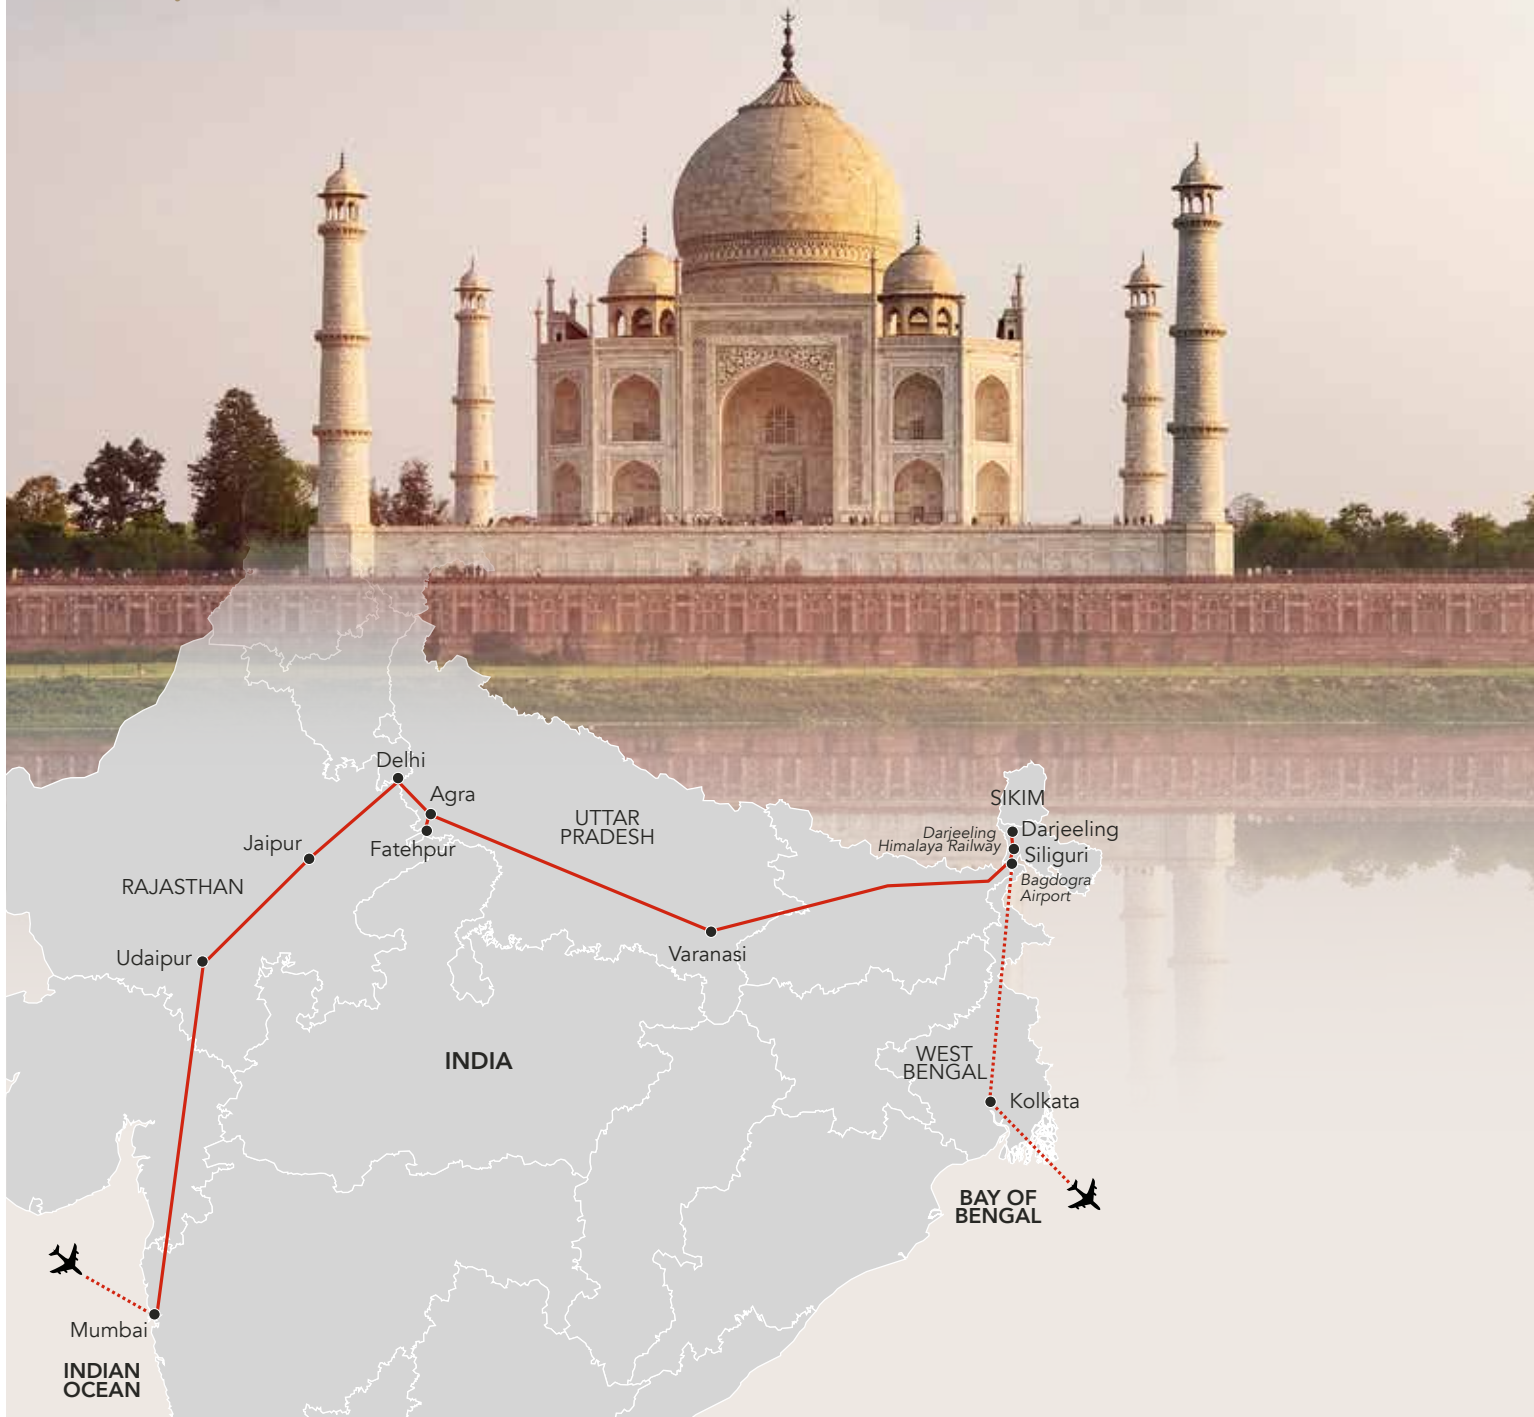 Delhi
Agra
UTTAR
PRADESH
Jaipur
Fatehpur
RAJASTHAN
Udaipur
Varanasi
SIKIM
Darjeeling
Darjeeling
Himalaya Railway
Siliguri
Bagdogra
Airport
INDIA
WEST
BENGAL
Kolkata
BAY OF
BENGAL
Mumbai
INDIAN
OCEAN